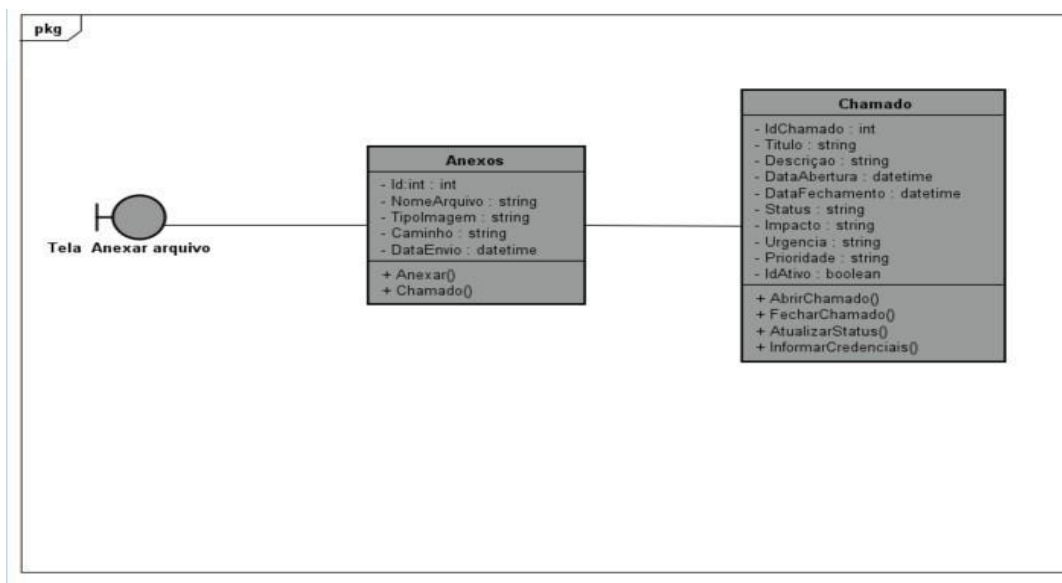 pkg
Tela Anexar arquivo
Anexos
- Id:int : int
- NomeArquivo : string
- TipoImagem : string
- Caminho : string
- DataEnvio : datetime
+ Anexar()
+ Chamado()
Chamado
- IdChamado : int
- Titulo : string
- Descriçao : string
- DataAbertura : datetime
- DataFechamento : datetime
- Status : string
- Impacto : string
- Urgencia : string
- Prioridade : string
- IdAtivo : boolean
+ AbrirChamado()
+ FecharChamado()
+ AtualizarStatus()
+ InformarCredenciais()